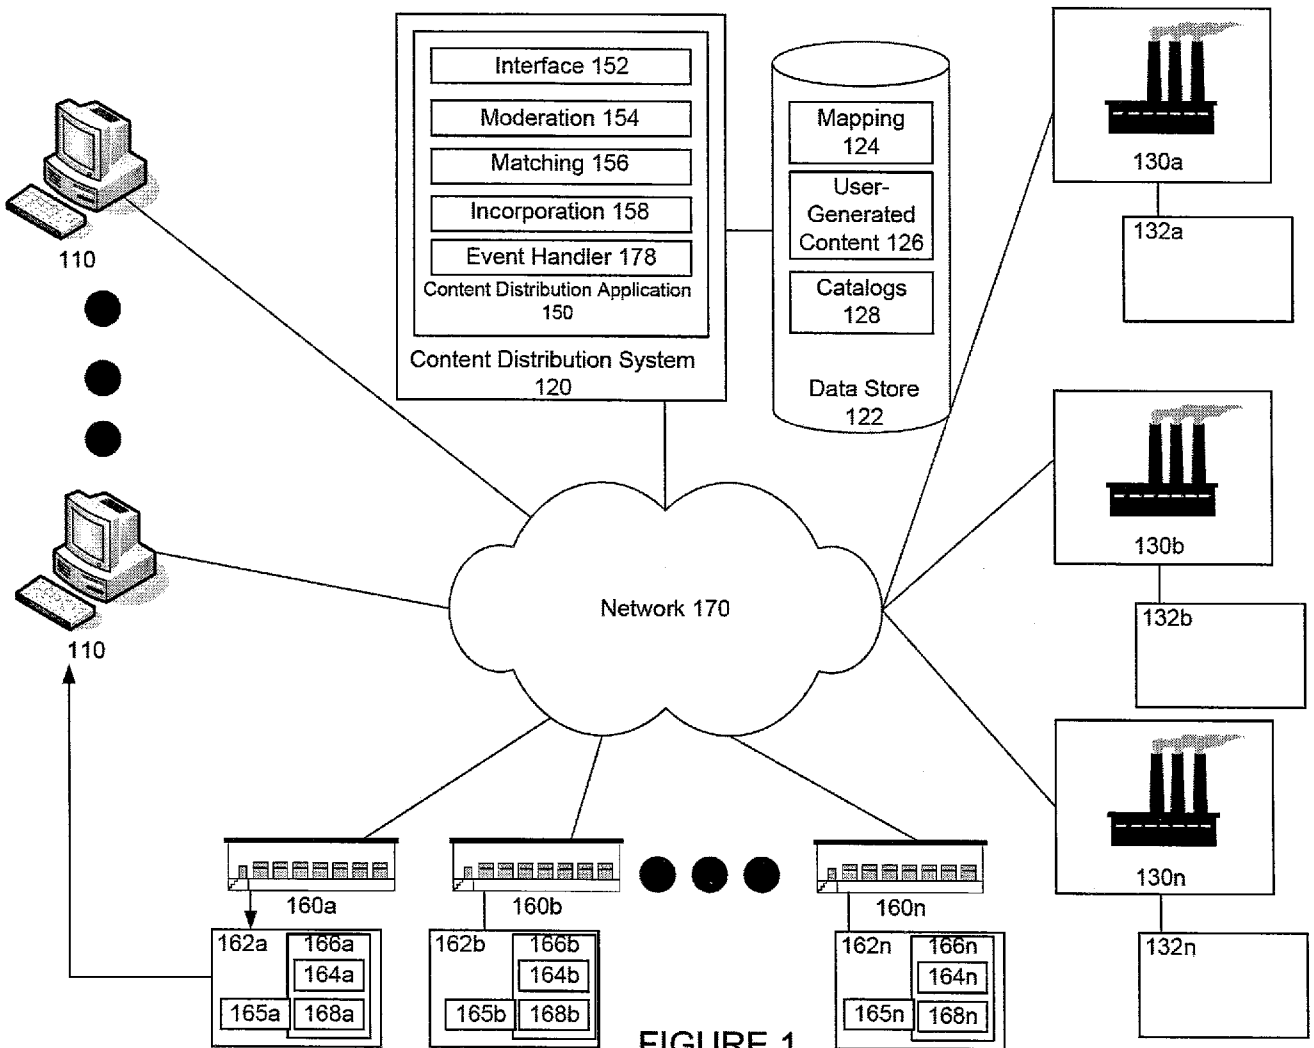 Interface 152
Moderation 154
Matching 156
Incorporation 158
Event Handler 178
Content Distribution Application
150
Content Distribution System
120
Mapping
124
User-
Generated
Content 126
Catalogs
128
Data Store
122
130a
132a
110
130b
132b
110
Network 170
130n
132n
160a
160b
160n
162a
166a
164a
165a
168a
162b
166b
164b
165b
168b
162n
166n
164n
165n
168n
FIGURE 1